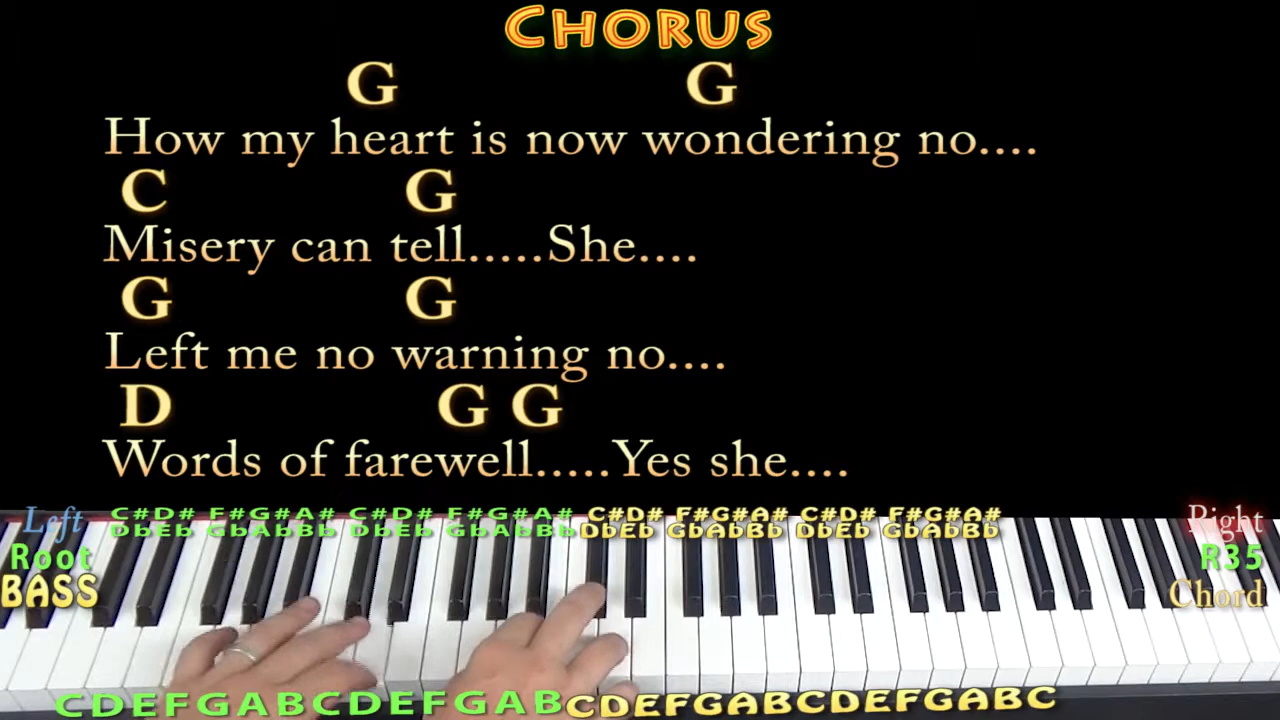 CHORUS
G G
How my heart is now wondering no....
C G
Misery can tell.....She....
G G
Left me no warning no....
D G G
Words of farewell.....Yes she....
Left C#D# F#G#A# C#D# F#G#A# C#D# F#G#A# C#D# F#G#A# Right
DbEb GbAbBb DbEb GbAbBb DbEb GbAbBb DbEb GbAbBb
Root R35
BASS Chord
CDEFGABCDEFGABCDEFGABCDEFGABC